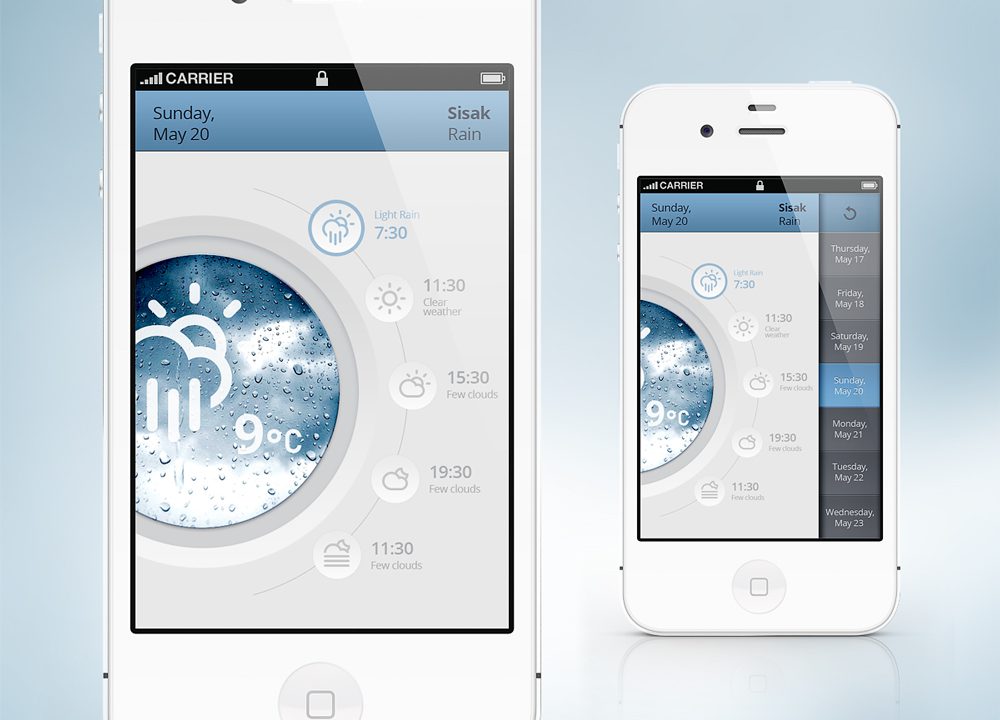 CARRIER
Sunday,
May 20
Sisak
Rain
Light Rain
7:30
11:30
Clear
weather
15:30
Few clouds
19:30
Few clouds
11:30
Few clouds
9°C
CARRIER
Sunday,
May 20
Sisak
Rain
Light Rain
7:30
11:30
Clear
weather
15:30
Few clouds
19:30
Few clouds
11:30
Few clouds
9°C
Thursday,
May 17
Friday,
May 18
Saturday,
May 19
Sunday,
May 20
Monday,
May 21
Tuesday,
May 22
Wednesday,
May 23